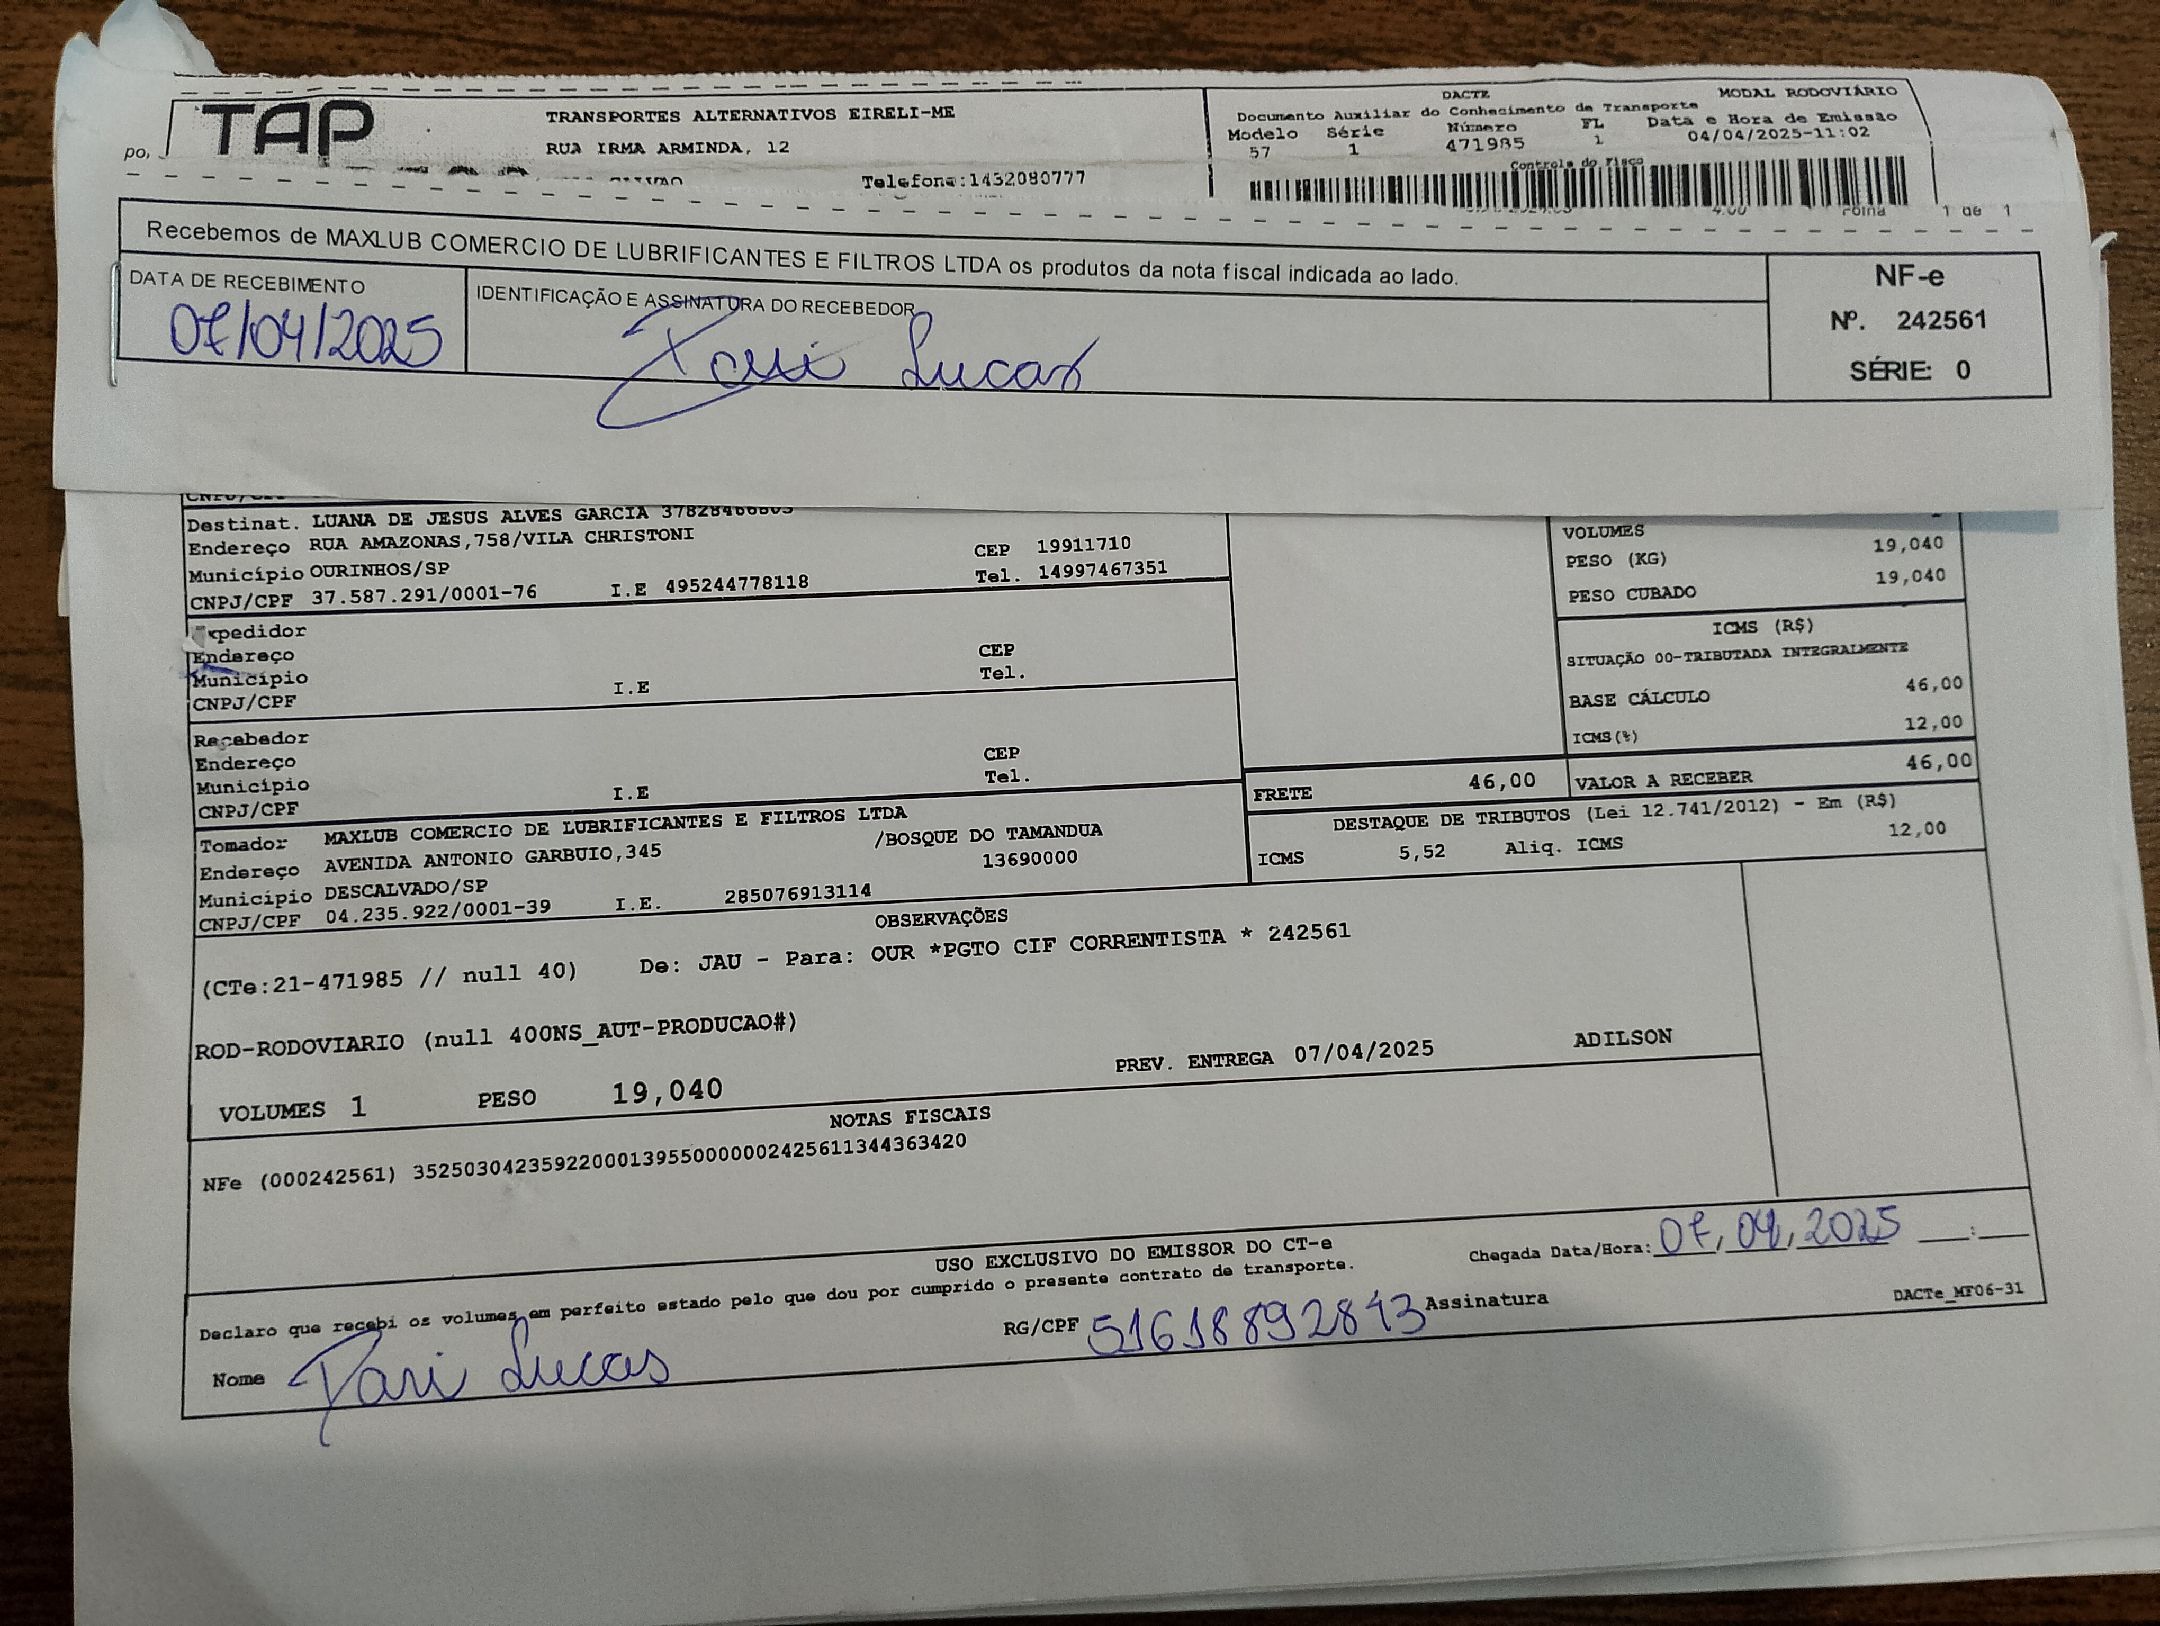 TAP
TRANSPORTES ALTERNATIVOS EIRELI-ME
RUA IRMA ARMINDA, 12
Telefone:1432080777
DACTE MODAL RODOVIÁRIO
Documento Auxiliar do Conhecimento de Transporte
Modelo Série Número FL Data e Hora de Emissão
57 1 471985 1 04/04/2025-11:02
Controle do Fisco
po,
4.00 Folha 1 de 1
Recebemos de MAXLUB COMERCIO DE LUBRIFICANTES E FILTROS LTDA os produtos da nota fiscal indicada ao lado.
DATA DE RECEBIMENTO
07/04/2025
IDENTIFICAÇÃO E ASSINATURA DO RECEBEDOR
Lucas
NF-e
Nº. 242561
SÉRIE: 0
Destinat. LUANA DE JESUS ALVES GARCIA 37828466805
Endereço RUA AMAZONAS,758/VILA CHRISTONI CEP 19911710
Município OURINHOS/SP Tel. 14997467351
CNPJ/CPF 37.587.291/0001-76 I.E 495244778118
VOLUMES
PESO (KG) 19,040
PESO CUBADO 19,040
Expedidor
Endereço CEP
Município Tel.
CNPJ/CPF I.E
ICMS (R$)
SITUAÇÃO 00-TRIBUTADA INTEGRALMENTE
BASE CÁLCULO 46,00
ICMS(%) 12,00
Recebedor
Endereço CEP
Município Tel.
CNPJ/CPF I.E
FRETE 46,00 VALOR A RECEBER 46,00
DESTAQUE DE TRIBUTOS (Lei 12.741/2012) - Em (R$)
ICMS 5,52 Aliq. ICMS 12,00
Tomador MAXLUB COMERCIO DE LUBRIFICANTES E FILTROS LTDA
Endereço AVENIDA ANTONIO GARBUIO,345 /BOSQUE DO TAMANDUA
Município DESCALVADO/SP 13690000
CNPJ/CPF 04.235.922/0001-39 I.E. 285076913114
OBSERVAÇÕES
(CTe:21-471985 // null 40) De: JAU - Para: OUR *PGTO CIF CORRENTISTA * 242561
ROD-RODOVIARIO (null 400NS_AUT-PRODUCAO#)
PREV. ENTREGA 07/04/2025 ADILSON
VOLUMES 1 PESO 19,040
NOTAS FISCAIS
NFe (000242561) 35250304235922000139550000002425611344363420
USO EXCLUSIVO DO EMISSOR DO CT-e
Chegada Data/Hora: 07, 04, 2025 ___:___
Declaro que recebi os volumes em perfeito estado pelo que dou por cumprido o presente contrato de transporte.
DACTe_MF06-31
Nome Lucas RG/CPF 51618892843 Assinatura